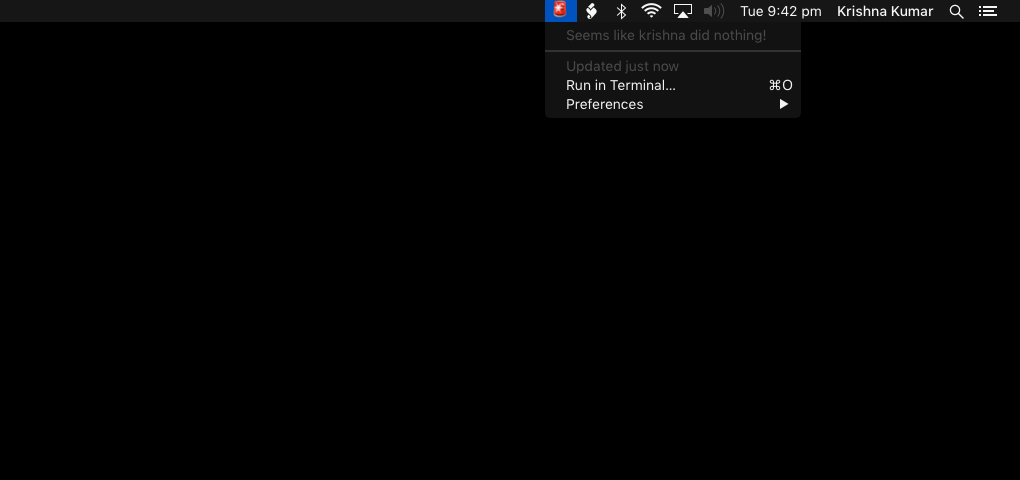 Tue 9:42 pm Krishna Kumar
Seems like krishna did nothing!
Updated just now
Run in Terminal... ⌘O
Preferences